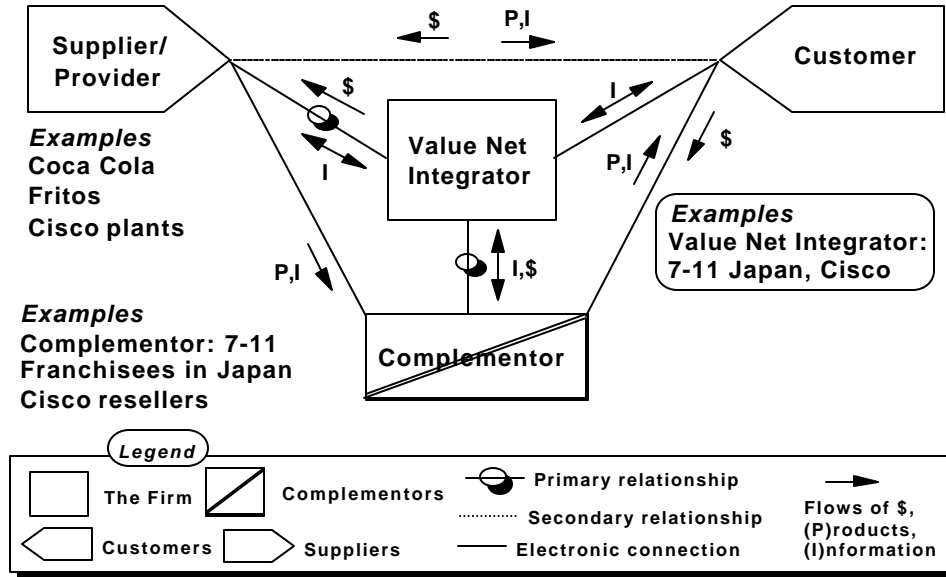 Supplier/
Provider
$
P,I
Customer
$
I
I
Value Net
Integrator
P,I
$
Examples
Coca Cola
Fritos
Cisco plants
Examples
Value Net Integrator:
7-11 Japan, Cisco
P,I
I,$
Examples
Complementor: 7-11
Franchisees in Japan
Cisco resellers
Complementor
Legend
The Firm
Complementors
Primary relationship
Secondary relationship
Electronic connection
Customers
Suppliers
Flows of $,
(P)roducts,
(I)nformation